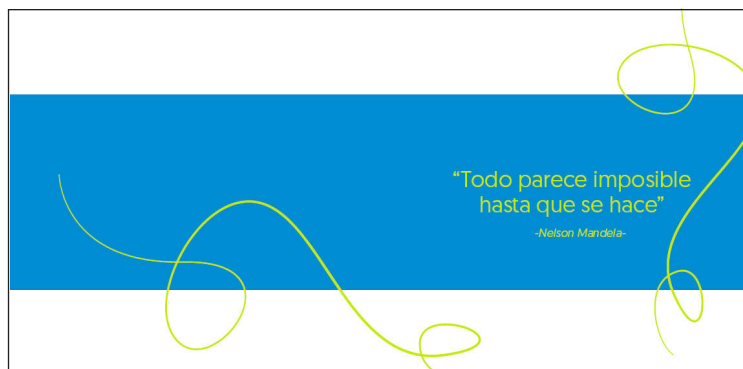 “Todo parece imposible
hasta que se hace”
-Nelson Mandela-